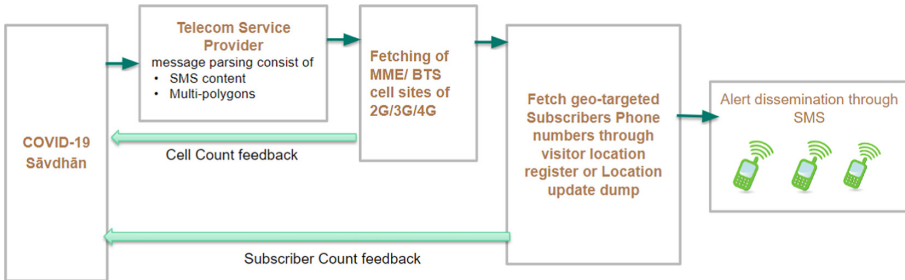 COVID-19
Sāvdhān
Telecom Service
Provider
message parsing consist of
• SMS content
• Multi-polygons
Fetching of
MME/ BTS
cell sites of
2G/3G/4G
Cell Count feedback
Fetch geo-targeted
Subscribers Phone
numbers through
visitor location
register or Location
update dump
Subscriber Count feedback
Alert dissemination through
SMS